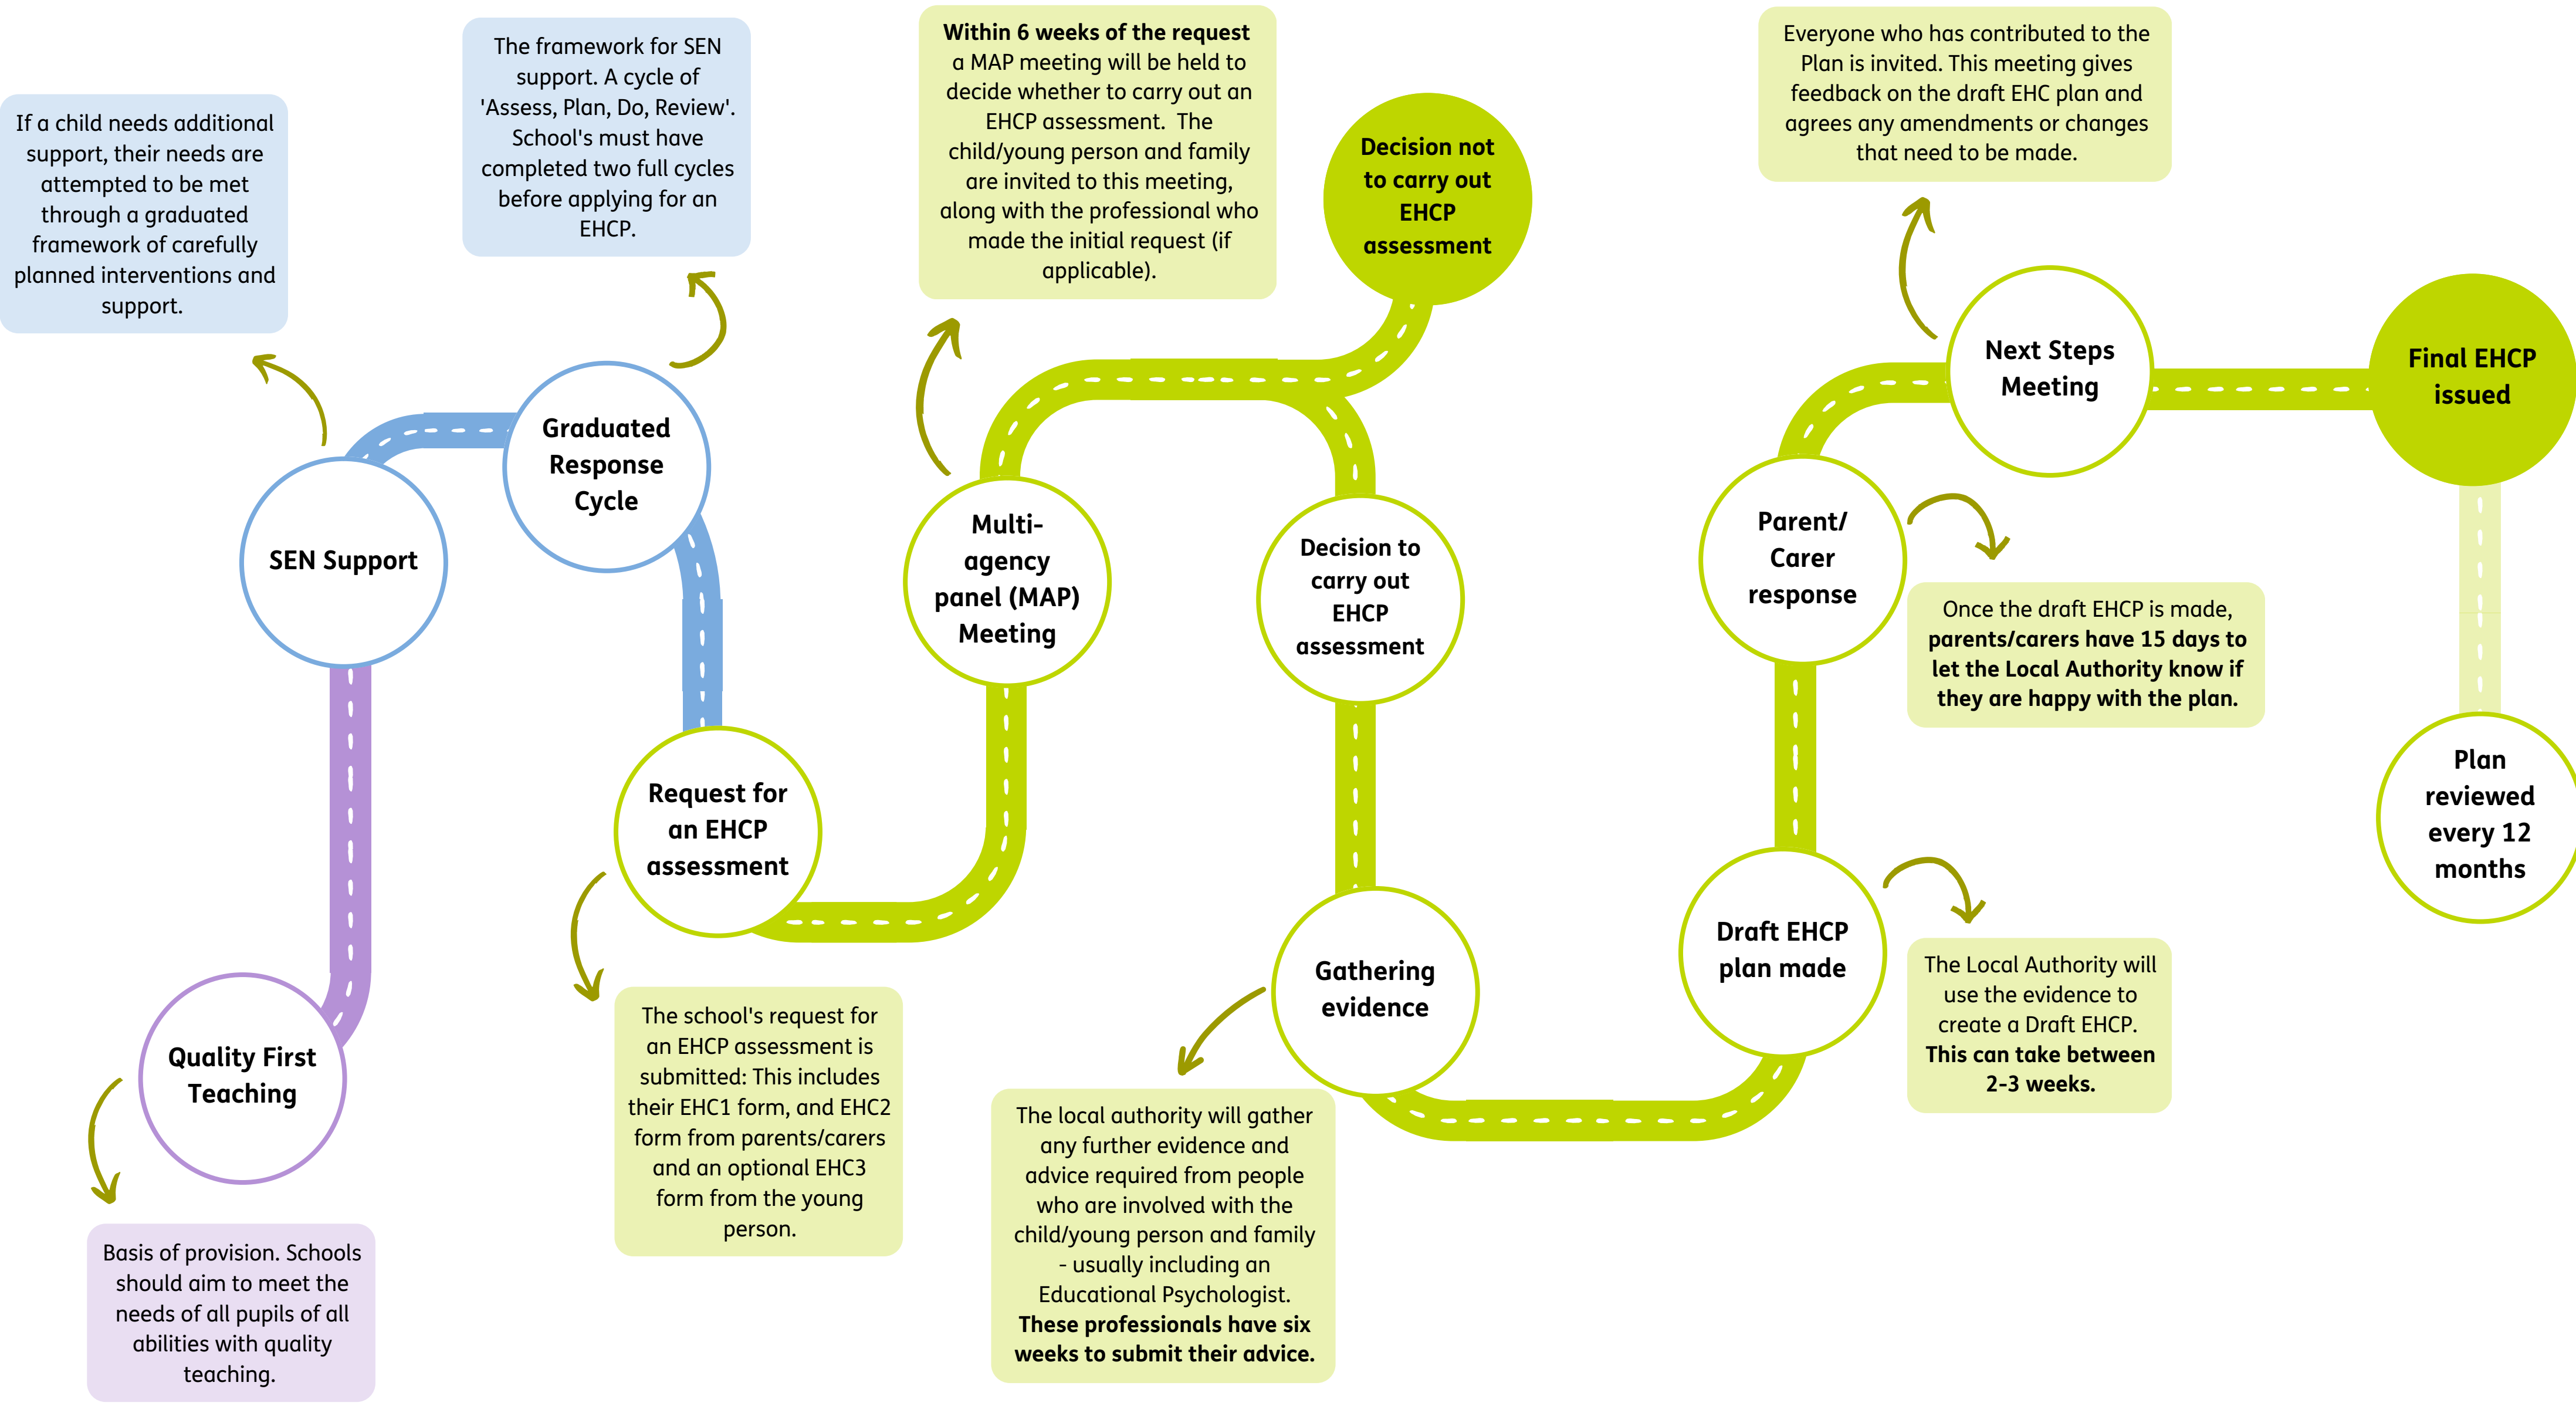 If a child needs additional
support, their needs are
attempted to be met
through a graduated
framework of carefully
planned interventions and
support.
SEN Support
Quality First
Teaching
Basis of provision. Schools
should aim to meet the
needs of all pupils of all
abilities with quality
teaching.
The framework for SEN
support. A cycle of
'Assess, Plan, Do, Review'.
School's must have
completed two full cycles
before applying for an
EHCP.
Graduated
Response
Cycle
Request for
an EHCP
assessment
The school's request for
an EHCP assessment is
submitted: This includes
their EHC1 form, and EHC2
form from parents/carers
and an optional EHC3
form from the young
person.
Within 6 weeks of the request
a MAP meeting will be held to
decide whether to carry out an
EHCP assessment. The
child/young person and family
are invited to this meeting,
along with the professional who
made the initial request (if
applicable).
Multi-
agency
panel (MAP)
Meeting
Decision not
to carry out
EHCP
assessment
Decision to
carry out
EHCP
assessment
Gathering
evidence
The local authority will gather
any further evidence and
advice required from people
who are involved with the
child/young person and family
- usually including an
Educational Psychologist.
These professionals have six
weeks to submit their advice.
Draft EHCP
plan made
The Local Authority will
use the evidence to
create a Draft EHCP.
This can take between
2-3 weeks.
Parent/
Carer
response
Once the draft EHCP is made,
parents/carers have 15 days to
let the Local Authority know if
they are happy with the plan.
Everyone who has contributed to the
Plan is invited. This meeting gives
feedback on the draft EHC plan and
agrees any amendments or changes
that need to be made.
Next Steps
Meeting
Final EHCP
issued
Plan
reviewed
every 12
months